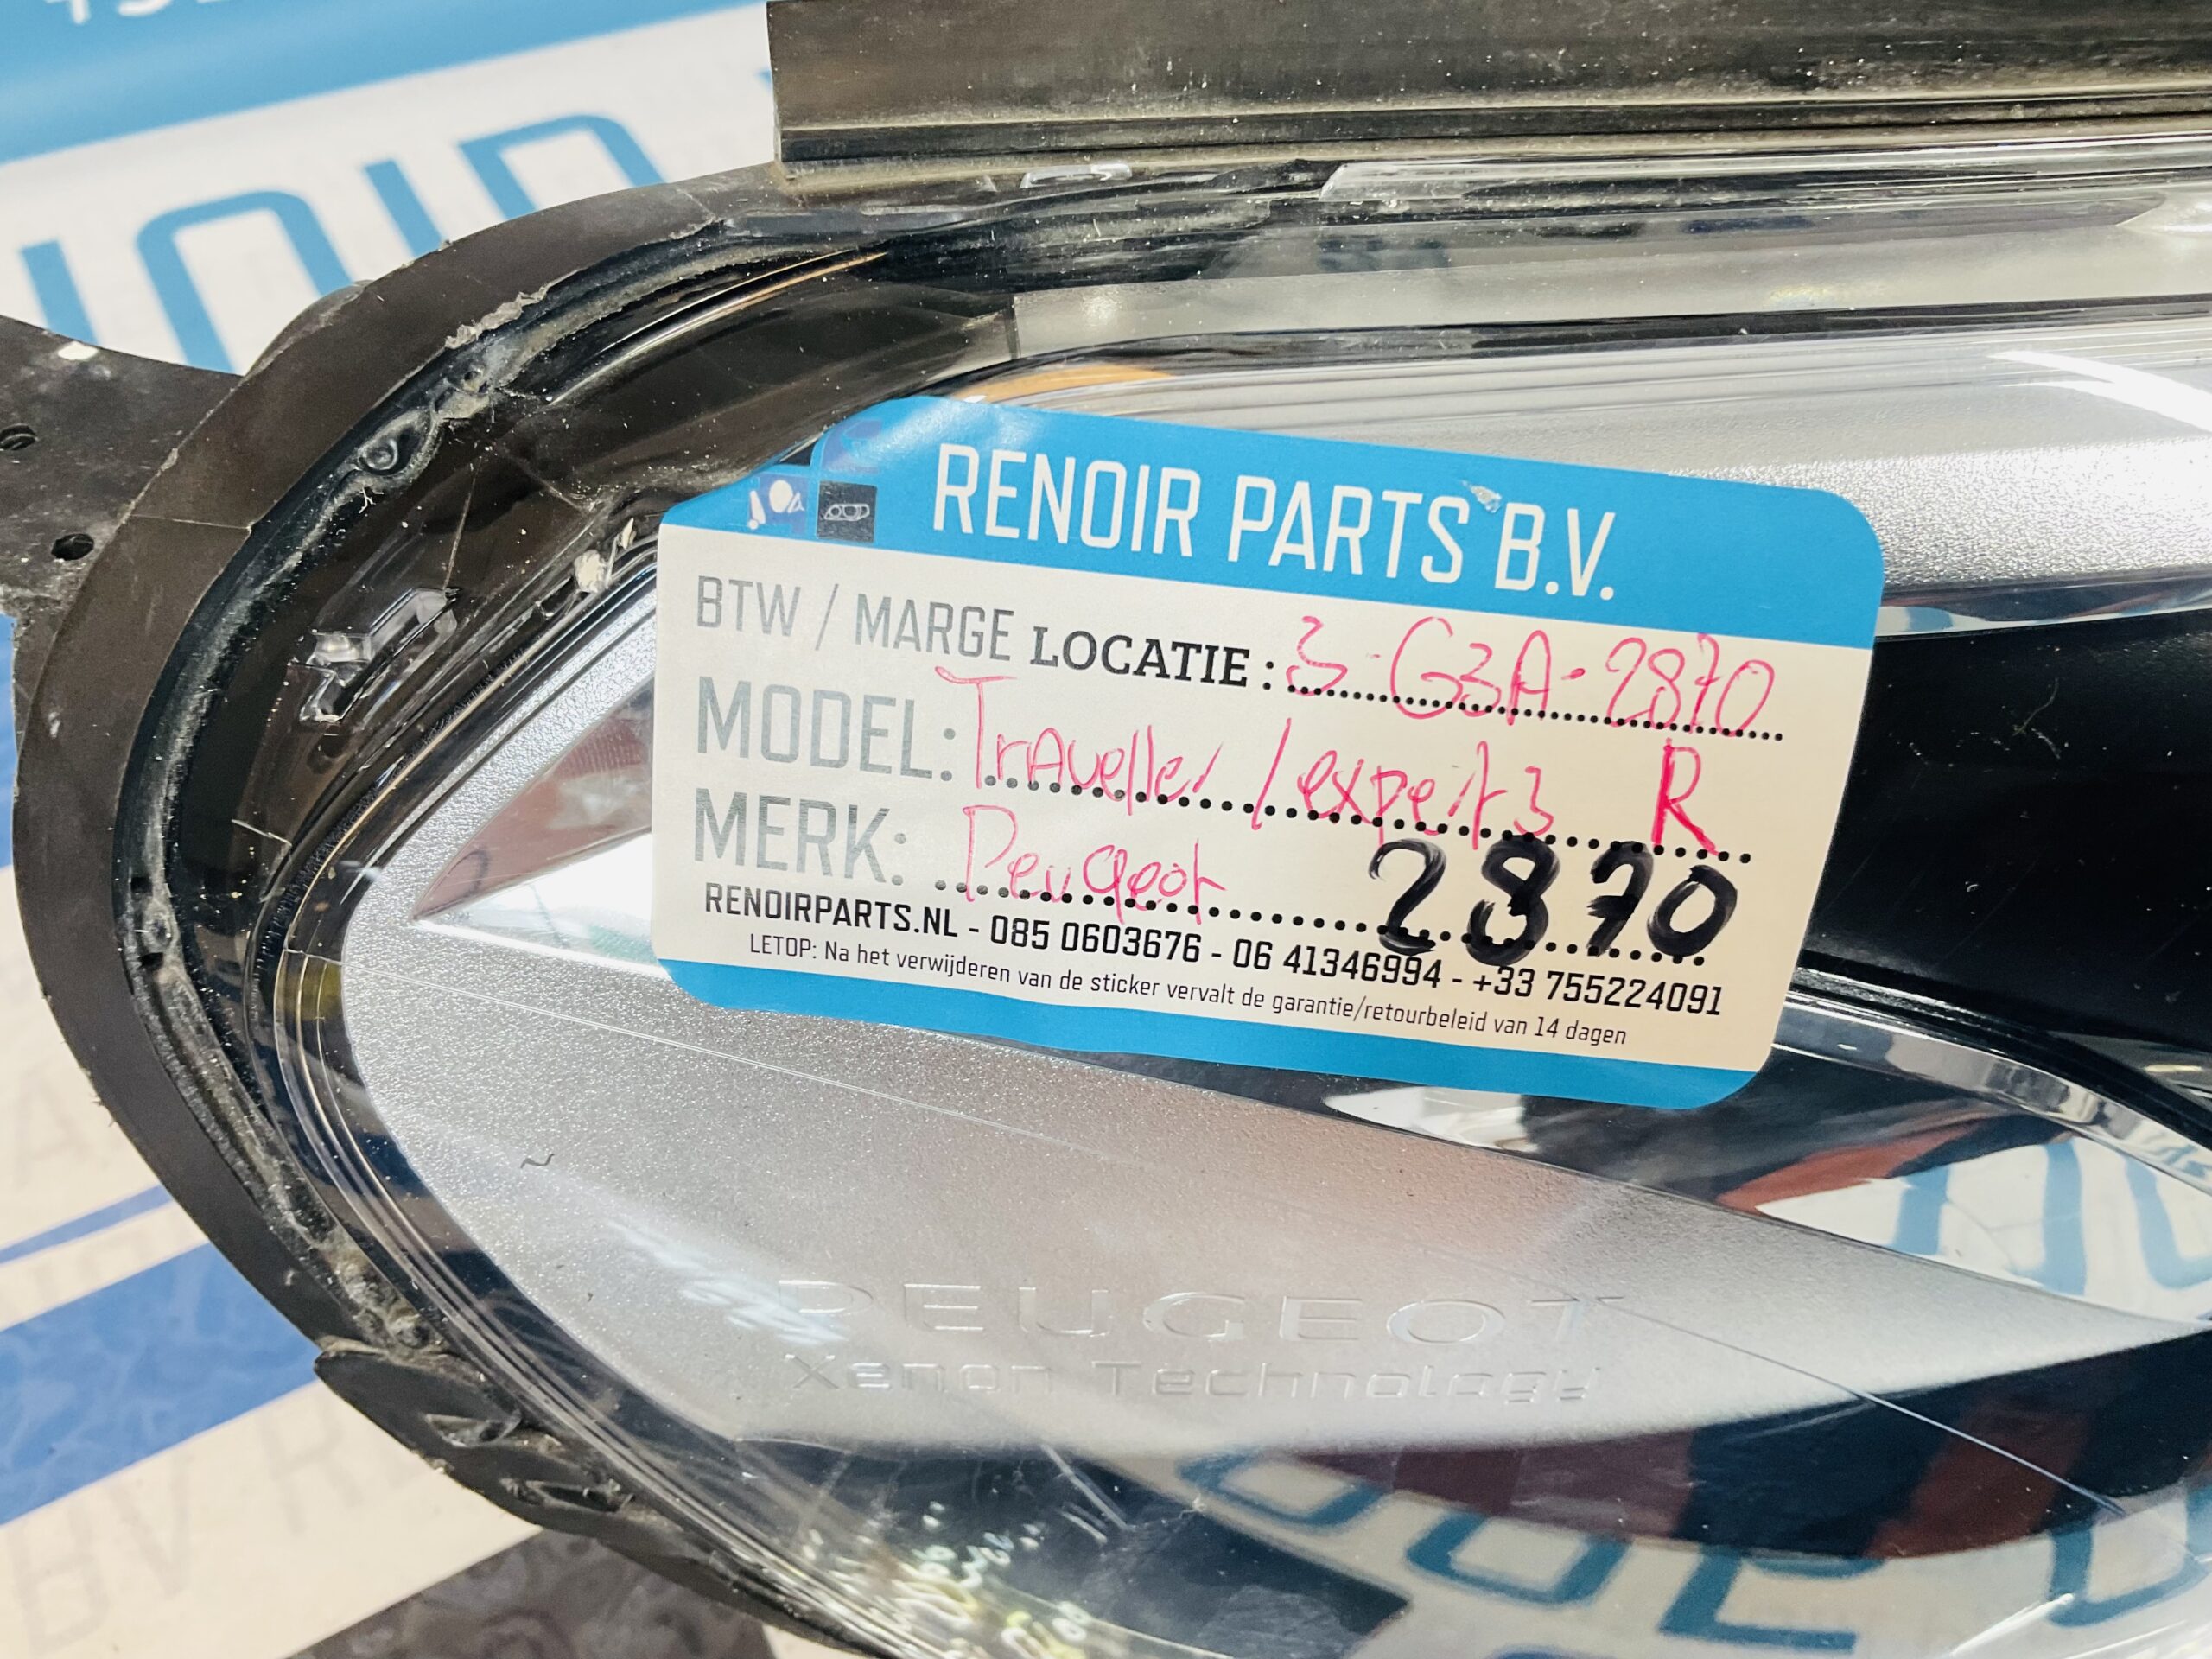 RENOIR PARTS B.V.
BTW / MARGE LOCATIE: 3-G3A-2870
MODEL: Traveller / expert 3 R
MERK: Peugeot 2870
RENOIRPARTS.NL - 085 0603676 - 06 41346994 - +33 755224091
LETOP: Na het verwijderen van de sticker vervalt de garantie/retourbeleid van 14 dagen
PEUGEOT
Xenon Technology